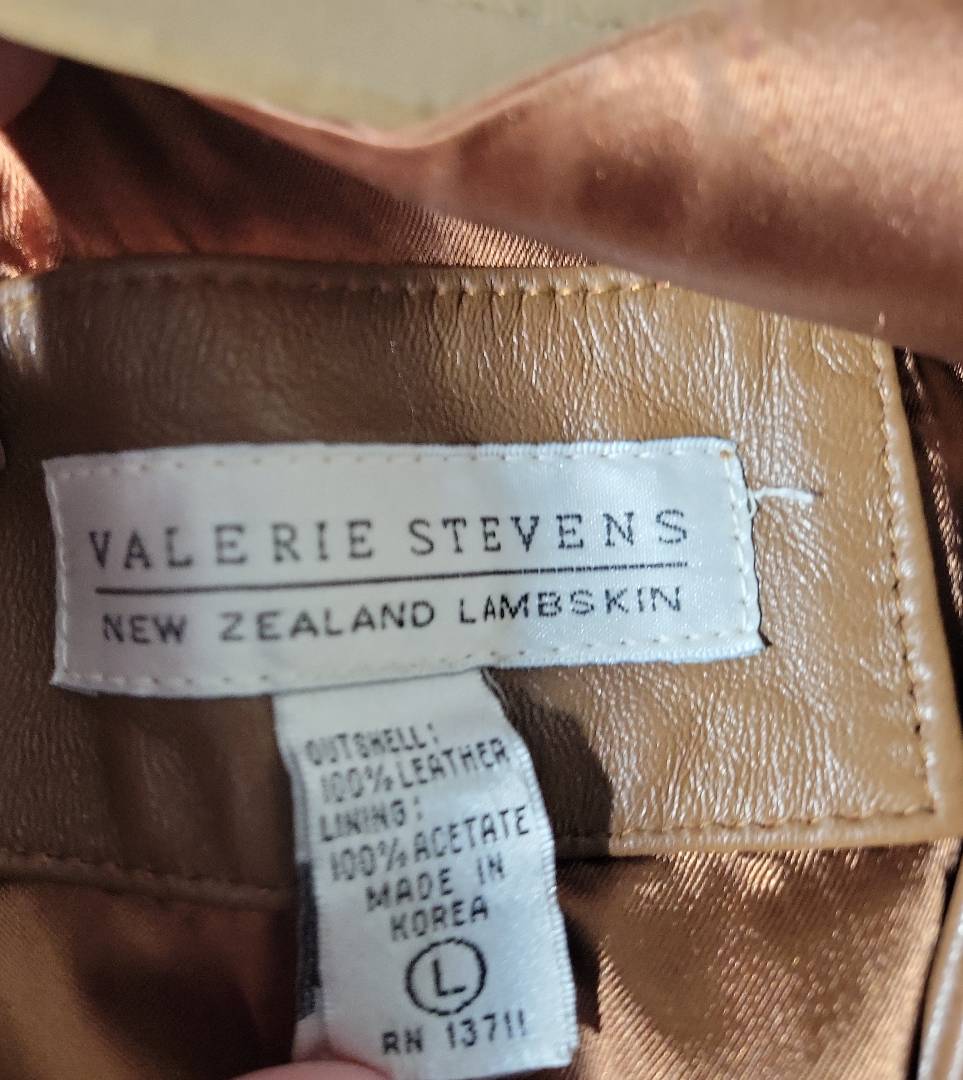 VALERIE STEVENS
NEW ZEALAND LAMBSKIN
OUTSHELL:
100% LEATHER
LINING:
100% ACETATE
MADE IN
KOREA
L
RN 13711